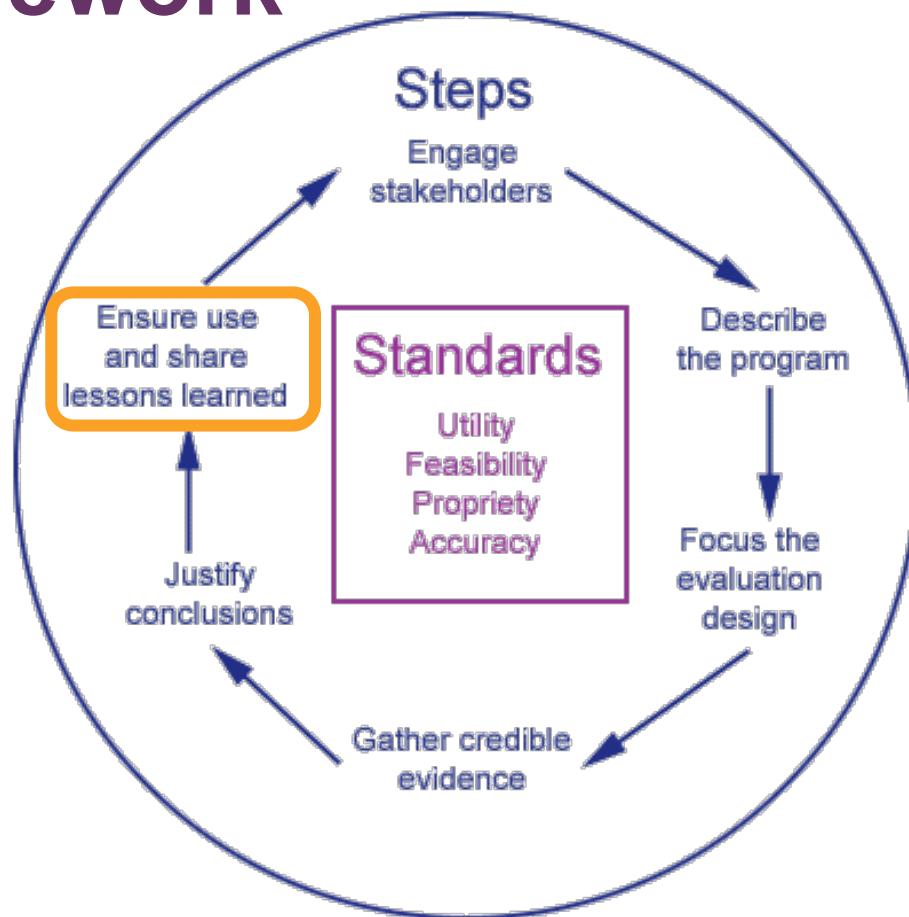 Steps
Engage
stakeholders
Describe
the program
Focus the
evaluation
design
Gather credible
evidence
Justify
conclusions
Ensure use
and share
lessons learned
Standards
Utility
Feasibility
Propriety
Accuracy